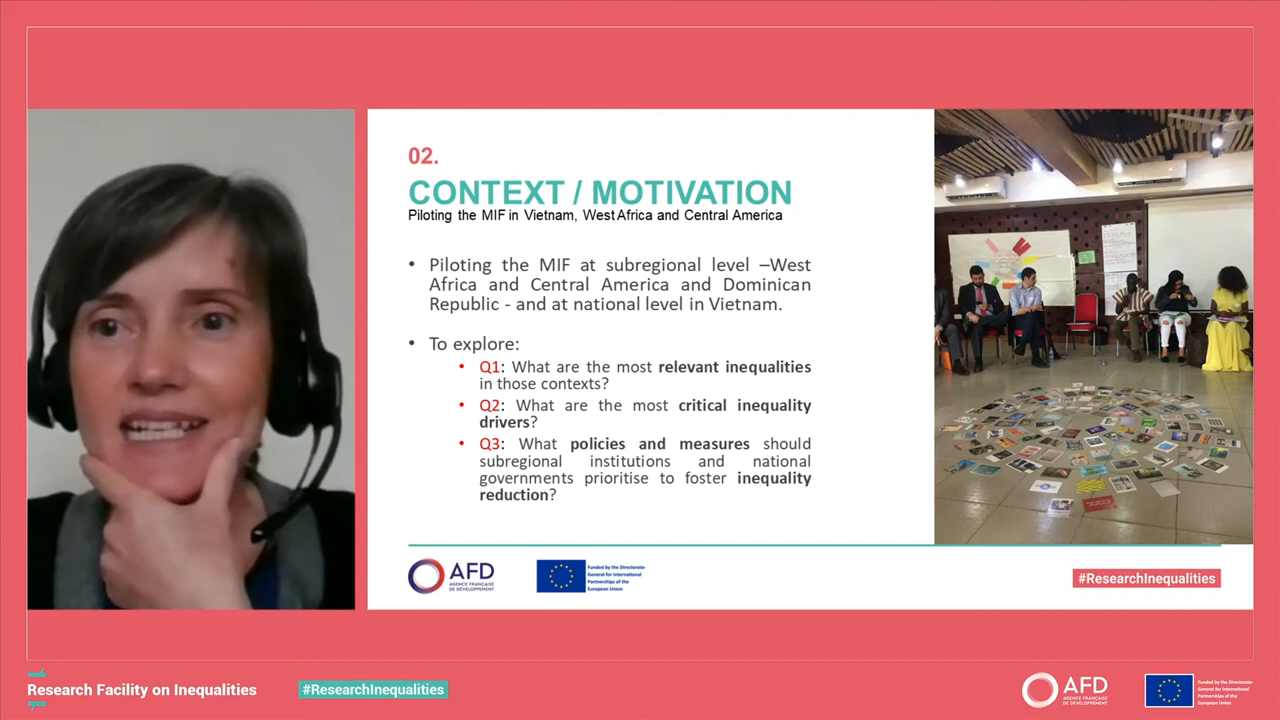 02.
CONTEXT / MOTIVATION
Piloting the MIF in Vietnam, West Africa and Central America
• Piloting the MIF at subregional level –West
Africa and Central America and Dominican
Republic - and at national level in Vietnam.
• To explore:
• Q1: What are the most relevant inequalities
in those contexts?
• Q2: What are the most critical inequality
drivers?
• Q3: What policies and measures should
subregional institutions and national
governments prioritise to foster inequality
reduction?
AFD
AGENCE FRANÇAISE
DE DÉVELOPPEMENT
Funded by the Directorate-
General for International
Partnerships of the
European Union
#ResearchInequalities
Research Facility on Inequalities
#ResearchInequalities
AFD
AGENCE FRANÇAISE
DE DÉVELOPPEMENT
Funded by the Directorate-
General for International
Partnerships of the
European Union